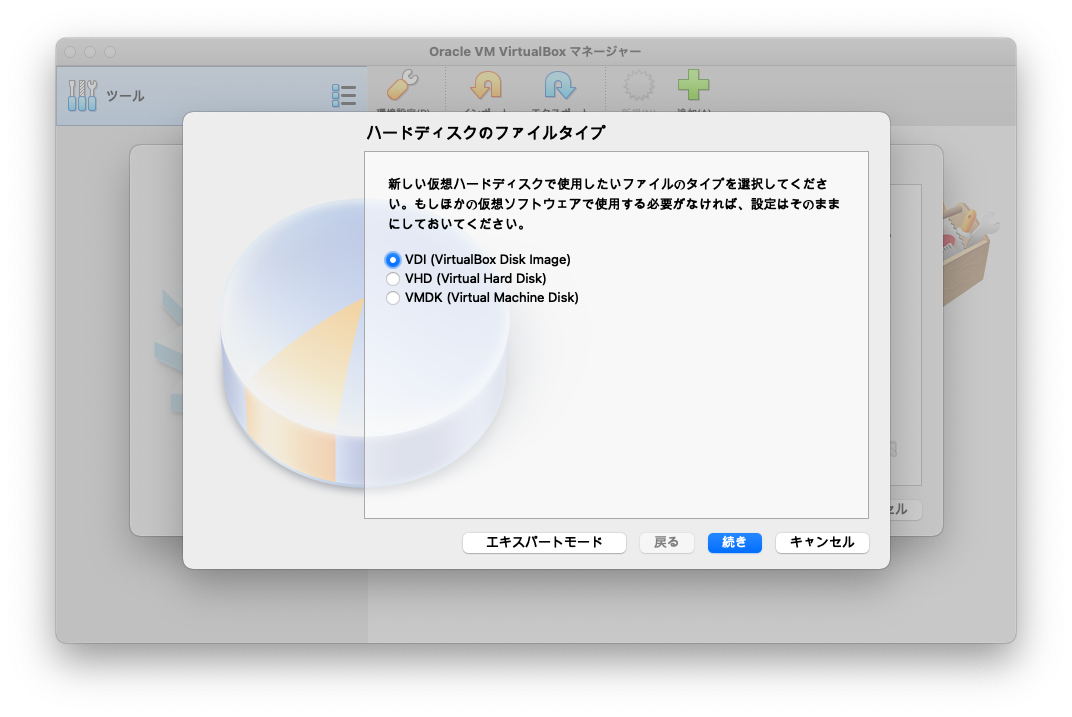 Oracle VM VirtualBox マネージャー
ツール
ハードディスクのファイルタイプ
新しい仮想ハードディスクで使用したいファイルのタイプを選択してくださ
い。もしほかの仮想ソフトウェアで使用する必要がなければ、設定はそのまま
にしておいてください。
VDI (VirtualBox Disk Image)
VHD (Virtual Hard Disk)
VMDK (Virtual Machine Disk)
セル
エキスパートモード 戻る 続き キャンセル